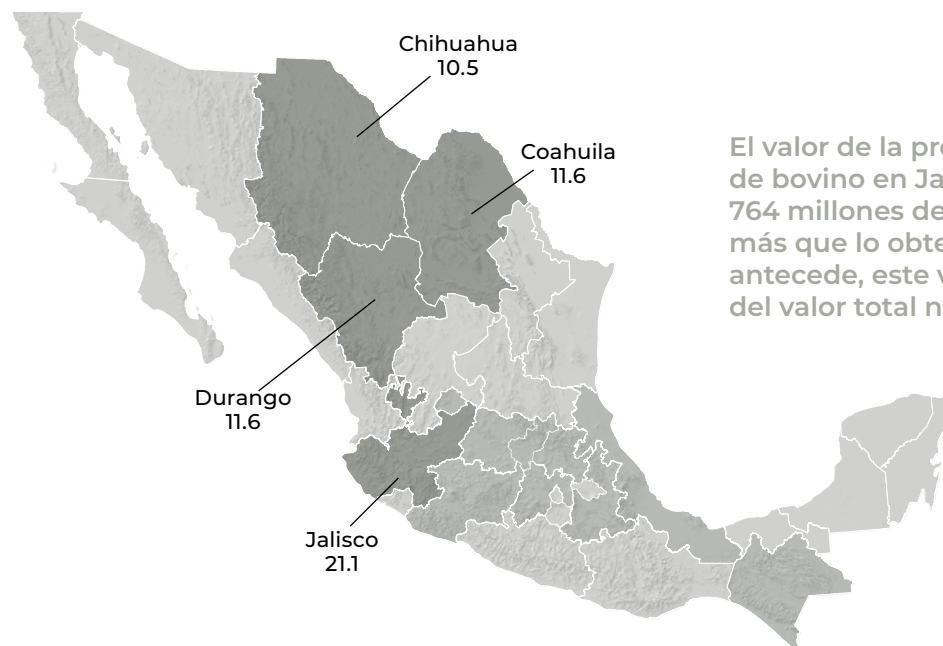 Chihuahua
10.5
Coahuila
11.6
El valor de la pr
de bovino en Ja
764 millones de
más que lo obte
antecede, este v
del valor total n
Durango
11.6
Jalisco
21.1